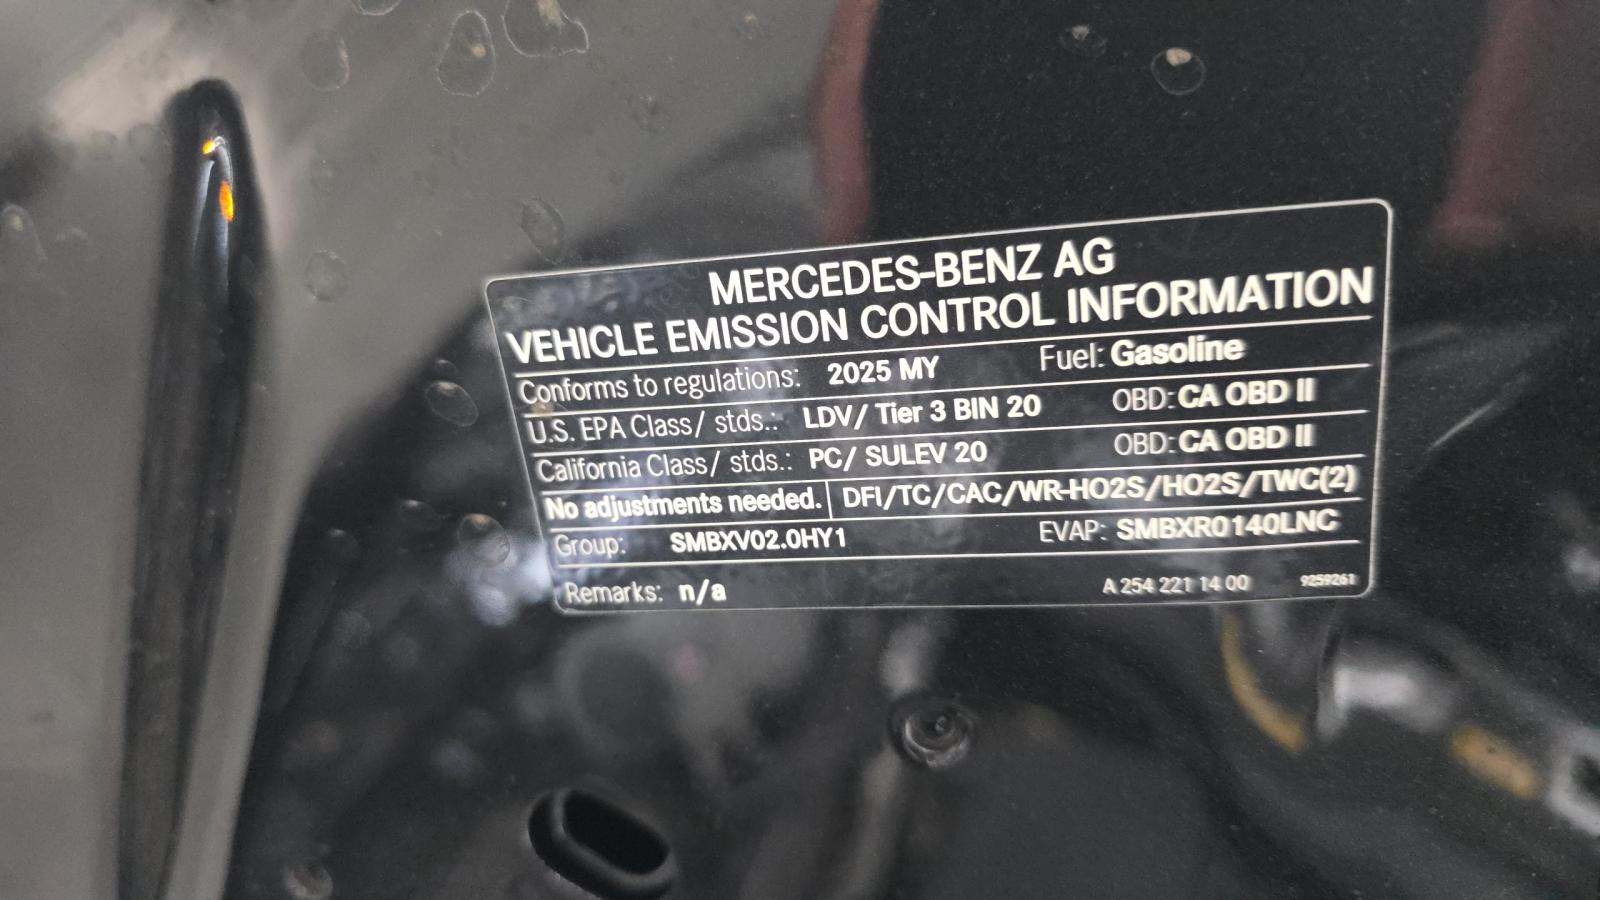 MERCEDES-BENZ AG
VEHICLE EMISSION CONTROL INFORMATION
Conforms to regulations: 2025 MY Fuel: Gasoline
U.S. EPA Class/ stds.: LDV/ Tier 3 BIN 20 OBD: CA OBD II
California Class/ stds.: PC/ SULEV 20 OBD: CA OBD II
No adjustments needed. DFI/TC/CAC/WR-HO2S/HO2S/TWC(2)
Group: SMBXV02.0HY1 EVAP: SMBXR0140LNC
Remarks: n/a A 254 221 14 00 9259261